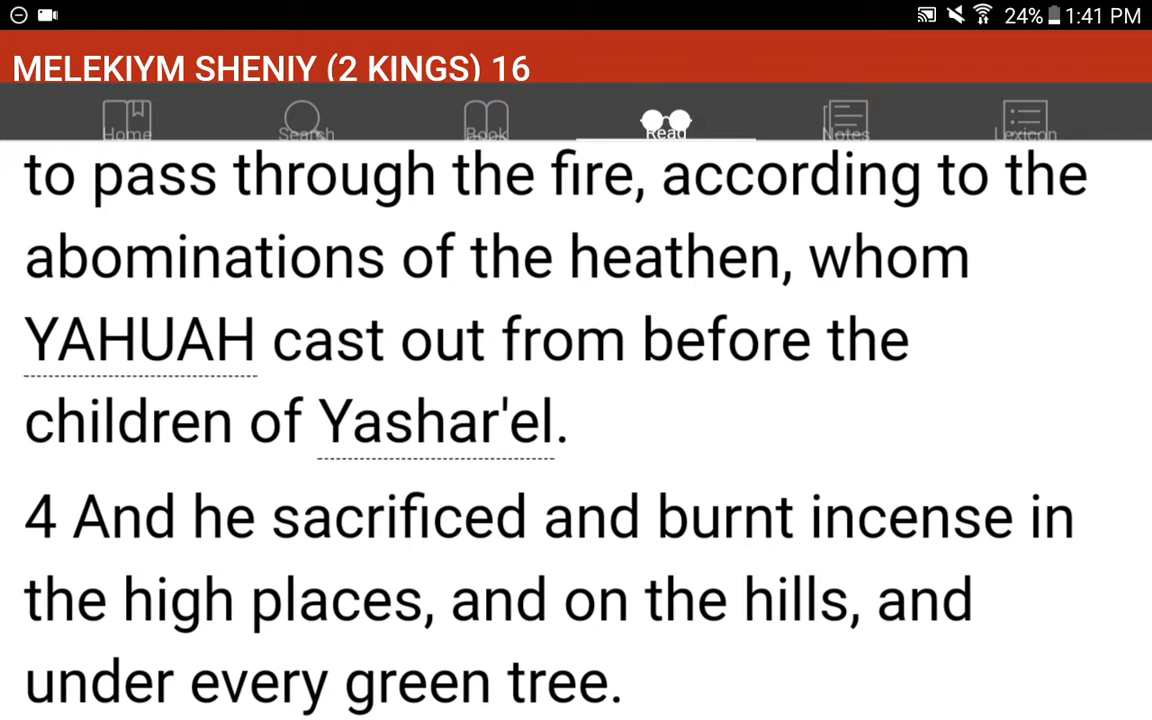 24% 1:41 PM
MELEKIYM SHENIY (2 KINGS) 16
Home Search Book Read Notes Lexicon
to pass through the fire, according to the
abominations of the heathen, whom
YAHUAH cast out from before the
children of Yashar'el.
4 And he sacrificed and burnt incense in
the high places, and on the hills, and
under every green tree.